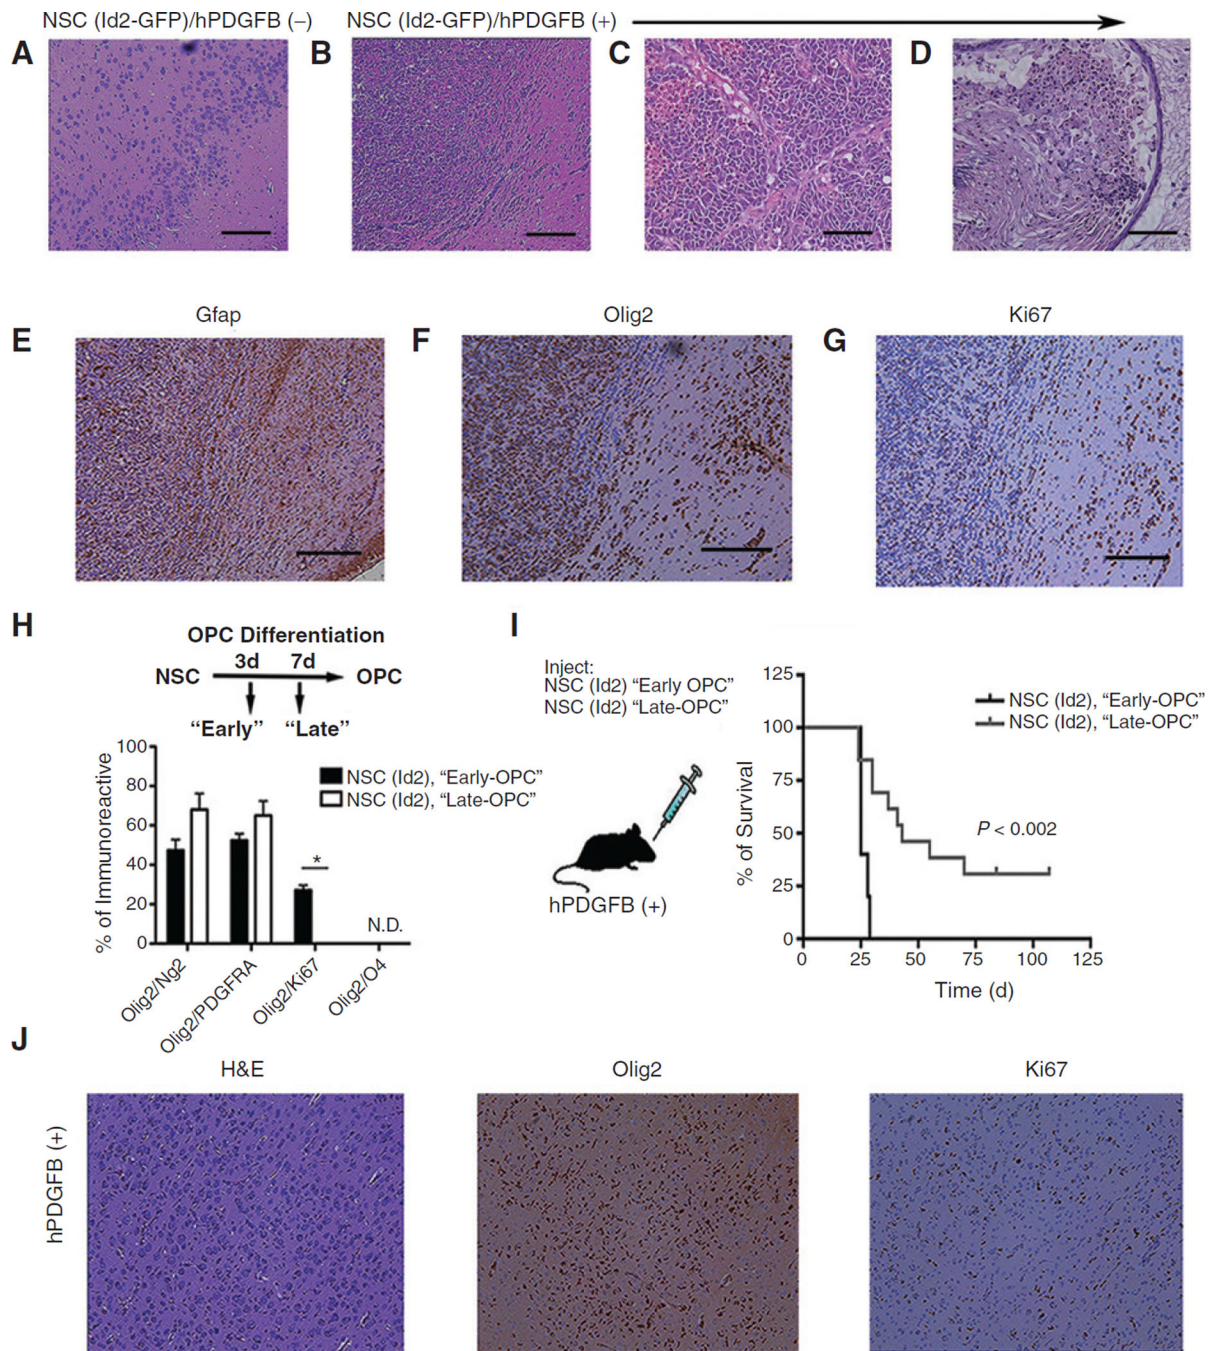 NSC (Id2-GFP)/hPDGFB (–)
NSC (Id2-GFP)/hPDGFB (+)
A
B
C
D
Gfap
Olig2
Ki67
E
F
G
H
OPC Differentiation
3d
7d
NSC
OPC
“Early”
“Late”
100
80
60
40
20
0
% of Immunoreactive
NSC (Id2), “Early-OPC”
NSC (Id2), “Late-OPC”
*
N.D.
Olig2/Ng2
Olig2/PDGFRA
Olig2/Ki67
Olig2/O4
I
Inject:
NSC (Id2) “Early OPC”
NSC (Id2) “Late-OPC”
hPDGFB (+)
125
100
75
50
25
0
% of Survival
NSC (Id2), “Early-OPC”
NSC (Id2), “Late-OPC”
P < 0.002
0
25
50
75
100
125
Time (d)
J
H&E
Olig2
Ki67
hPDGFB (+)